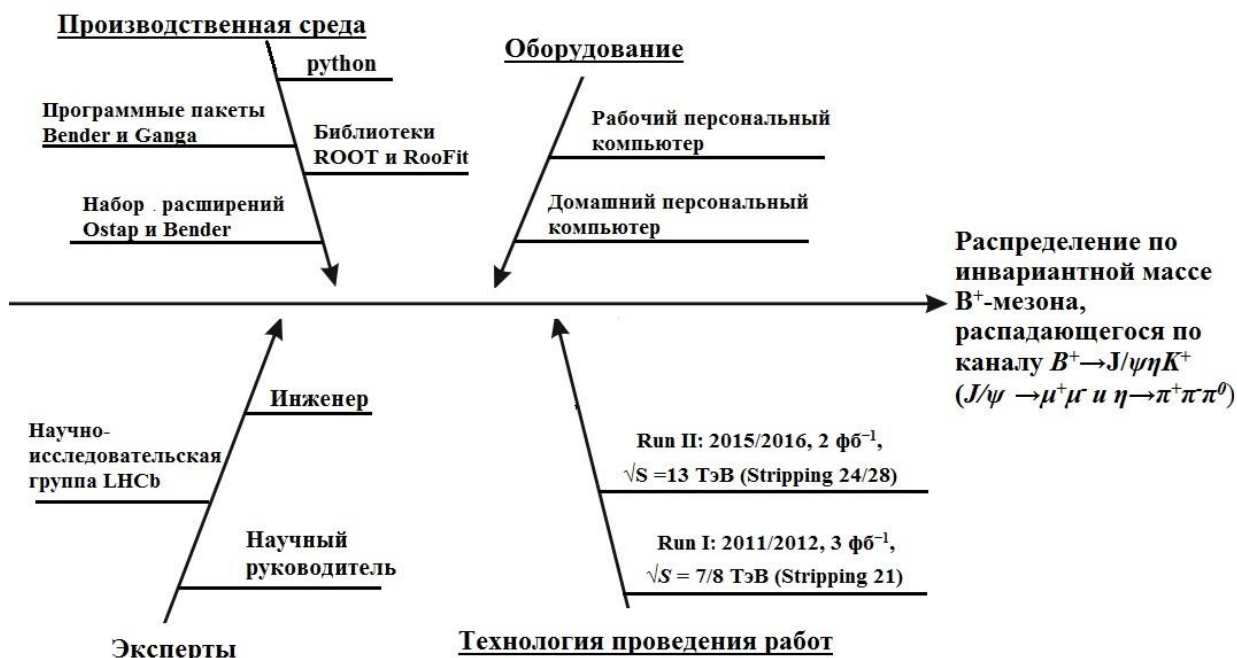 Производственная среда
python
Программные пакеты
Bender и Ganga
Библиотеки
ROOT и RooFit
Набор . расширений
Ostap и Bender
Оборудование
Рабочий персональный
компьютер
Домашний персональный
компьютер
Распределение по
инвариантной массе
B⁺-мезона,
распадающегося по
каналу B⁺→J/ψηK⁺
(J/ψ →μ⁺μ⁻ и η→π⁺π⁻π⁰)
Инженер
Научно-
исследовательская
группа LHCb
Научный
руководитель
Эксперты
Run II: 2015/2016, 2 фб⁻¹,
√S =13 ТэВ (Stripping 24/28)
Run I: 2011/2012, 3 фб⁻¹,
√S = 7/8 ТэВ (Stripping 21)
Технология проведения работ